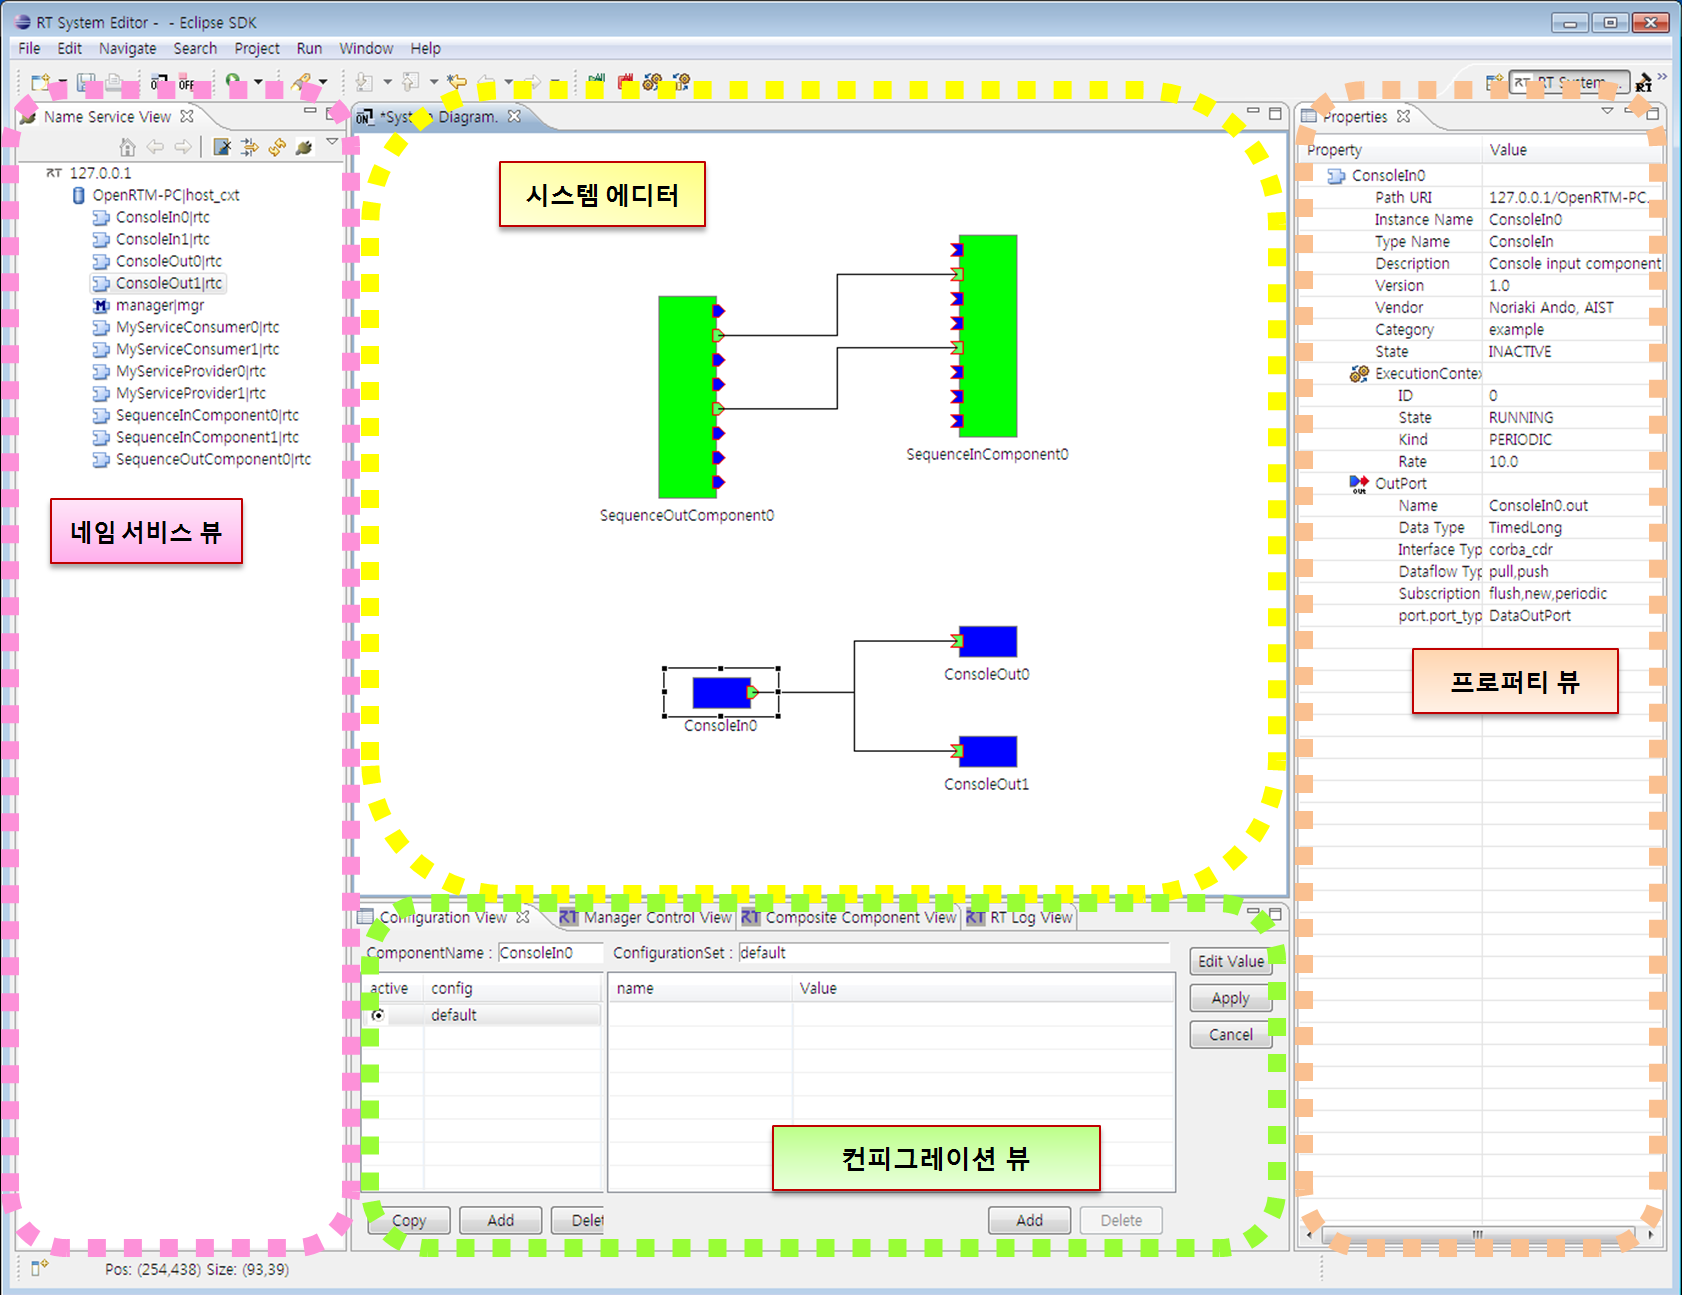 RT System Editor -  - Eclipse SDK
File Edit Navigate Search Project Run Window Help
RT System...
Name Service View
127.0.0.1
OpenRTM-PC|host_cxt
ConsoleIn0|rtc
ConsoleIn1|rtc
ConsoleOut0|rtc
ConsoleOut1|rtc
manager|mgr
MyServiceConsumer0|rtc
MyServiceConsumer1|rtc
MyServiceProvider0|rtc
MyServiceProvider1|rtc
SequenceInComponent0|rtc
SequenceInComponent1|rtc
SequenceOutComponent0|rtc
네임 서비스 뷰
*System Diagram.
시스템 에디터
SequenceInComponent0
SequenceOutComponent0
ConsoleOut0
ConsoleIn0
ConsoleOut1
Configuration View Manager Control View Composite Component View RT Log View
ComponentName : ConsoleIn0 ConfigurationSet : default
active config name Value
default
Edit Value
Apply
Cancel
컨피그레이션 뷰
Copy Add Delet Add Delete
Properties
Property Value
ConsoleIn0
Path URI 127.0.0.1/OpenRTM-PC.
Instance Name ConsoleIn0
Type Name ConsoleIn
Description Console input component
Version 1.0
Vendor Noriaki Ando, AIST
Category example
State INACTIVE
ExecutionContex
ID 0
State RUNNING
Kind PERIODIC
Rate 10.0
OutPort
Name ConsoleIn0.out
Data Type TimedLong
Interface Typ corba_cdr
Dataflow Typ pull,push
Subscription flush,new,periodic
port.port_typ DataOutPort
프로퍼티 뷰
Pos: (254,438) Size: (93,39)